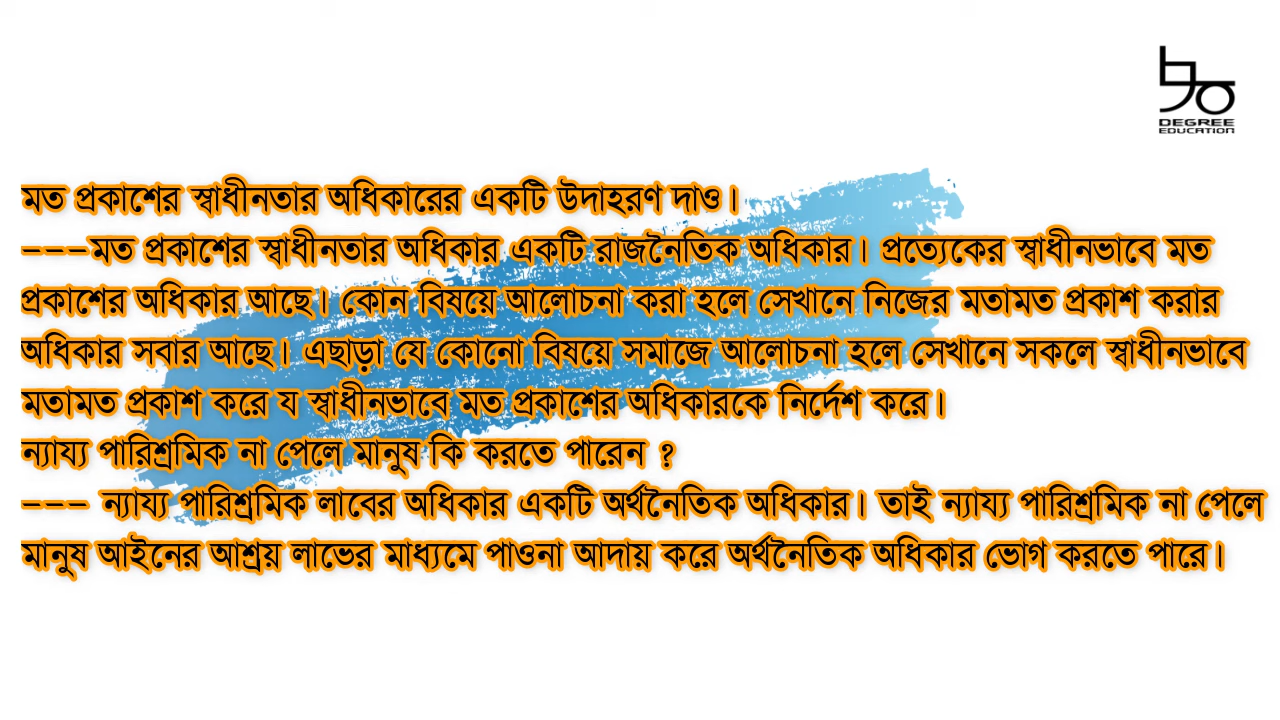 DEGREE
EDUCATION
মত প্রকাশের স্বাধীনতার অধিকারের একটি উদাহরণ দাও।
---মত প্রকাশের স্বাধীনতার অধিকার একটি রাজনৈতিক অধিকার। প্রত্যেকের স্বাধীনভাবে মত
প্রকাশের অধিকার আছে। কোন বিষয়ে আলোচনা করা হলে সেখানে নিজের মতামত প্রকাশ করার
অধিকার সবার আছে। এছাড়া যে কোনো বিষয়ে সমাজে আলোচনা হলে সেখানে সকলে স্বাধীনভাবে
মতামত প্রকাশ করে য স্বাধীনভাবে মত প্রকাশের অধিকারকে নির্দেশ করে।
ন্যায্য পারিশ্রমিক না পেলে মানুষ কি করতে পারেন ?
--- ন্যায্য পারিশ্রমিক লাবের অধিকার একটি অর্থনৈতিক অধিকার। তাই ন্যায্য পারিশ্রমিক না পেলে
মানুষ আইনের আশ্রয় লাভের মাধ্যমে পাওনা আদায় করে অর্থনৈতিক অধিকার ভোগ করতে পারে।